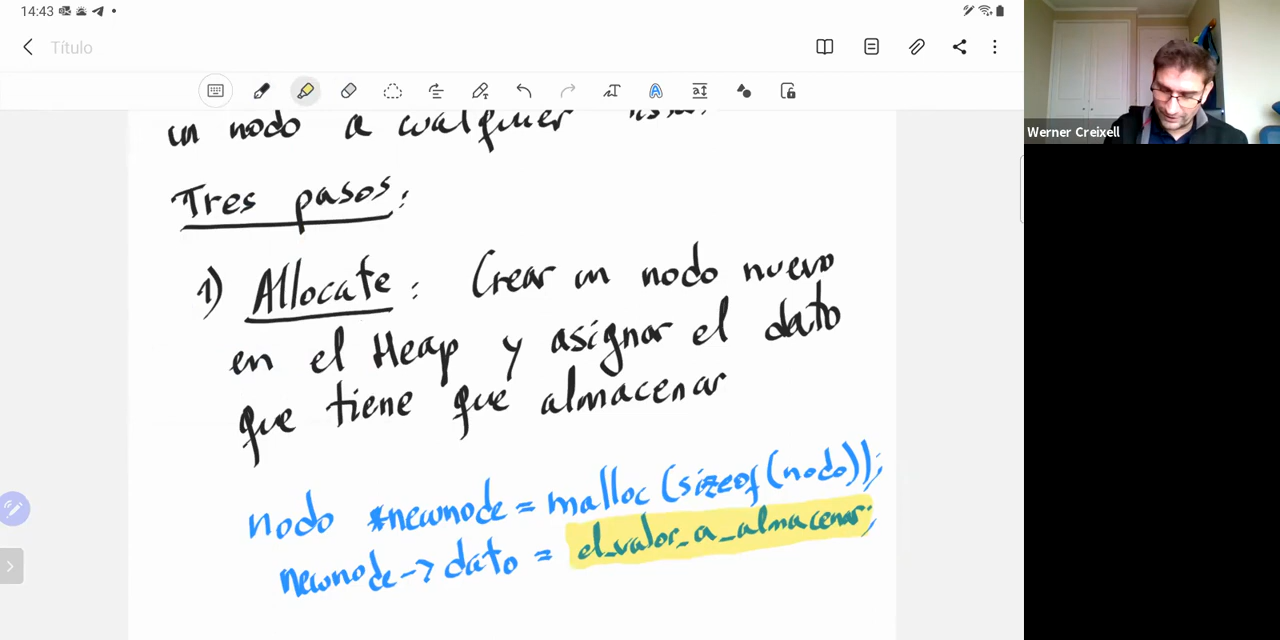 14:43
Título
Werner Creixell
un nodo a cualquier
Tres pasos:
1) Allocate: Crear un nodo nuevo
en el Heap y asignar el dato
que tiene que almacenar
nodo *newnode = malloc (sizeof(nodo));
newnode -> dato = el_valor_a_almacenar;